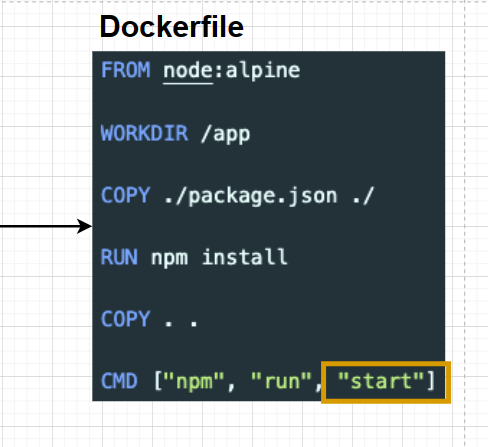 Dockerfile
FROM node:alpine
WORKDIR /app
COPY ./package.json ./
RUN npm install
COPY . .
CMD ["npm", "run", "start"]